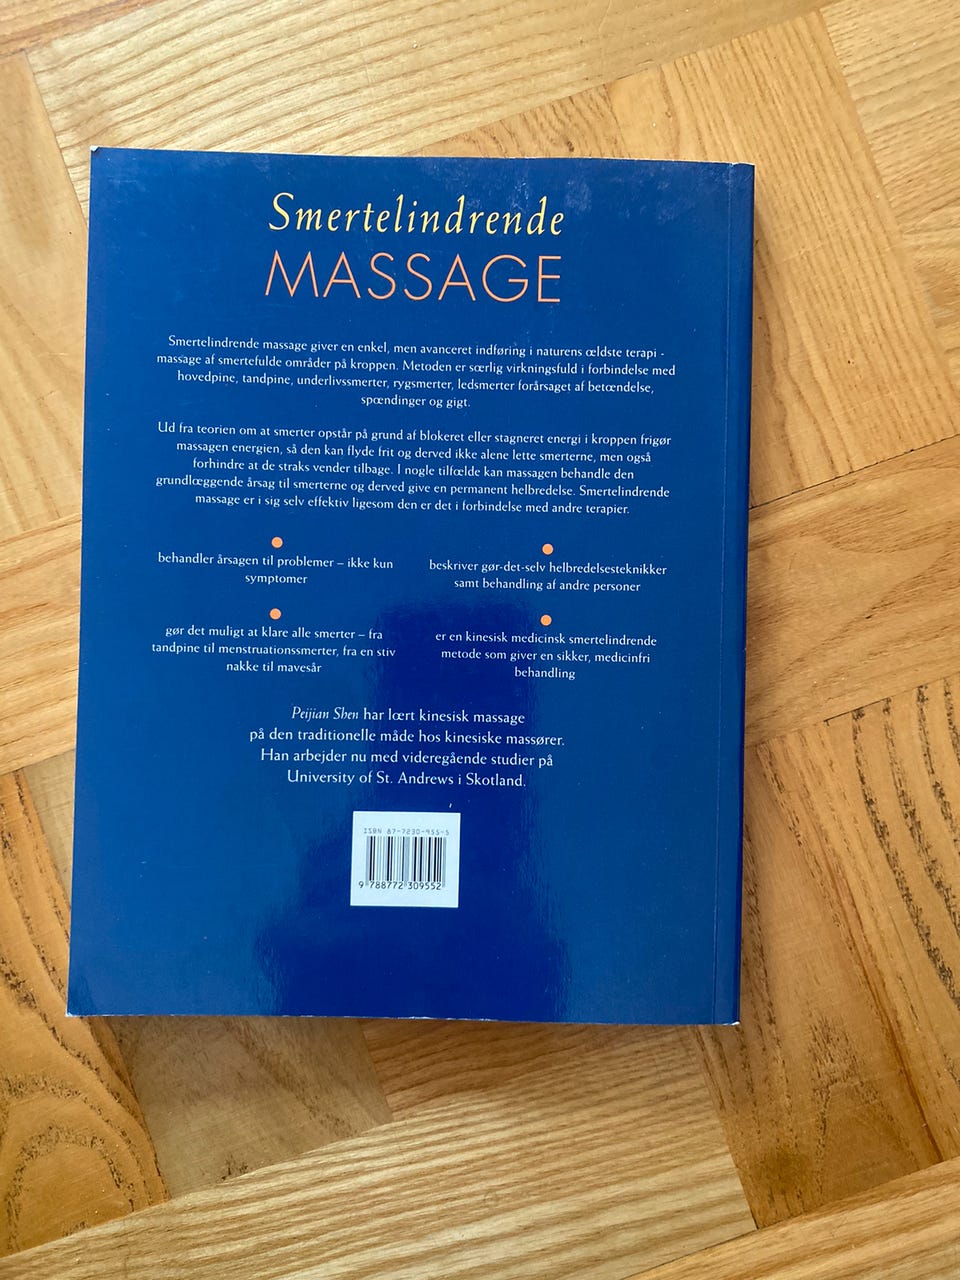 Smertelindrende
MASSAGE
Smertelindrende massage giver en enkel, men avanceret indføring i naturens ældste terapi -
massage af smertefulde områder på kroppen. Metoden er særlig virkningsfuld i forbindelse med
hovedpine, tandpine, underlivssmerter, rygsmerter, ledsmerter forårsaget af betændelse,
spændinger og gigt.
Ud fra teorien om at smerter opstår på grund af blokeret eller stagneret energi i kroppen frigør
massagen energien, så den kan flyde frit og derved ikke alene lette smerterne, men også
forhindre at de straks vender tilbage. I nogle tilfælde kan massagen behandle den
grundlæggende årsag til smerterne og derved give en permanent helbredelse. Smertelindrende
massage er i sig selv effektiv ligesom den er det i forbindelse med andre terapier.
behandler årsagen til problemer – ikke kun
symptomer
beskriver gør-det-selv helbredelsesteknikker
samt behandling af andre personer
gør det muligt at klare alle smerter – fra
tandpine til menstruationssmerter, fra en stiv
nakke til mavesår
er en kinesisk medicinsk smertelindrende
metode som giver en sikker, medicinfri
behandling
Peijian Shen har lært kinesisk massage
på den traditionelle måde hos kinesiske massører.
Han arbejder nu med videregående studier på
University of St. Andrews i Skotland.
ISBN 87-7230-955-5
9 788772 309552